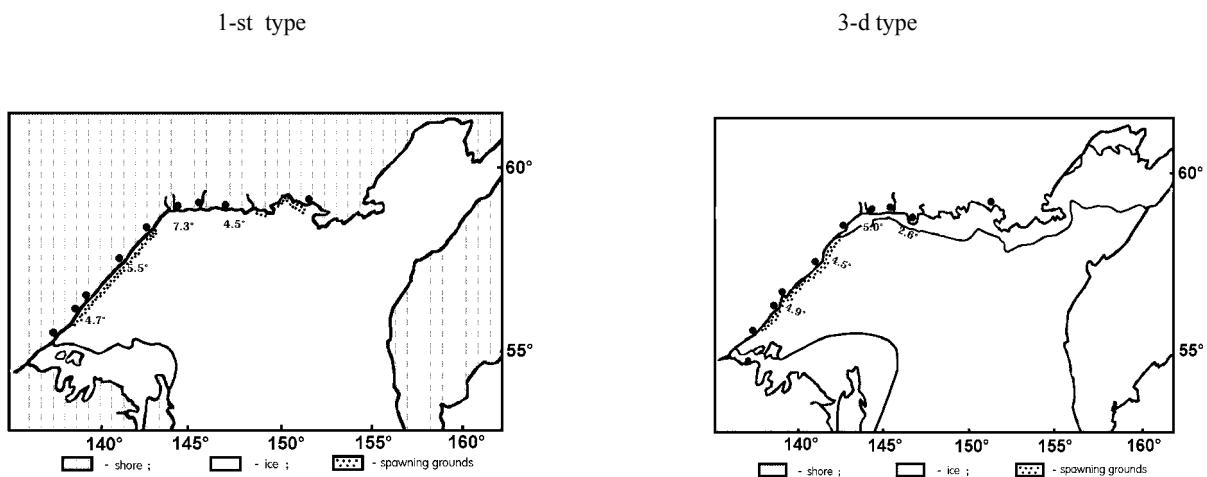 1-st type
3-d type
60°
7.3°
4.5°
5.5°
4.7°
55°
140° 145° 150° 155° 160°
- shore ; - ice ; - spawning grounds
60°
5.0°
2.6°
4.5°
4.9°
55°
140° 145° 150° 155° 160°
- shore ; - ice ; - spawning grounds